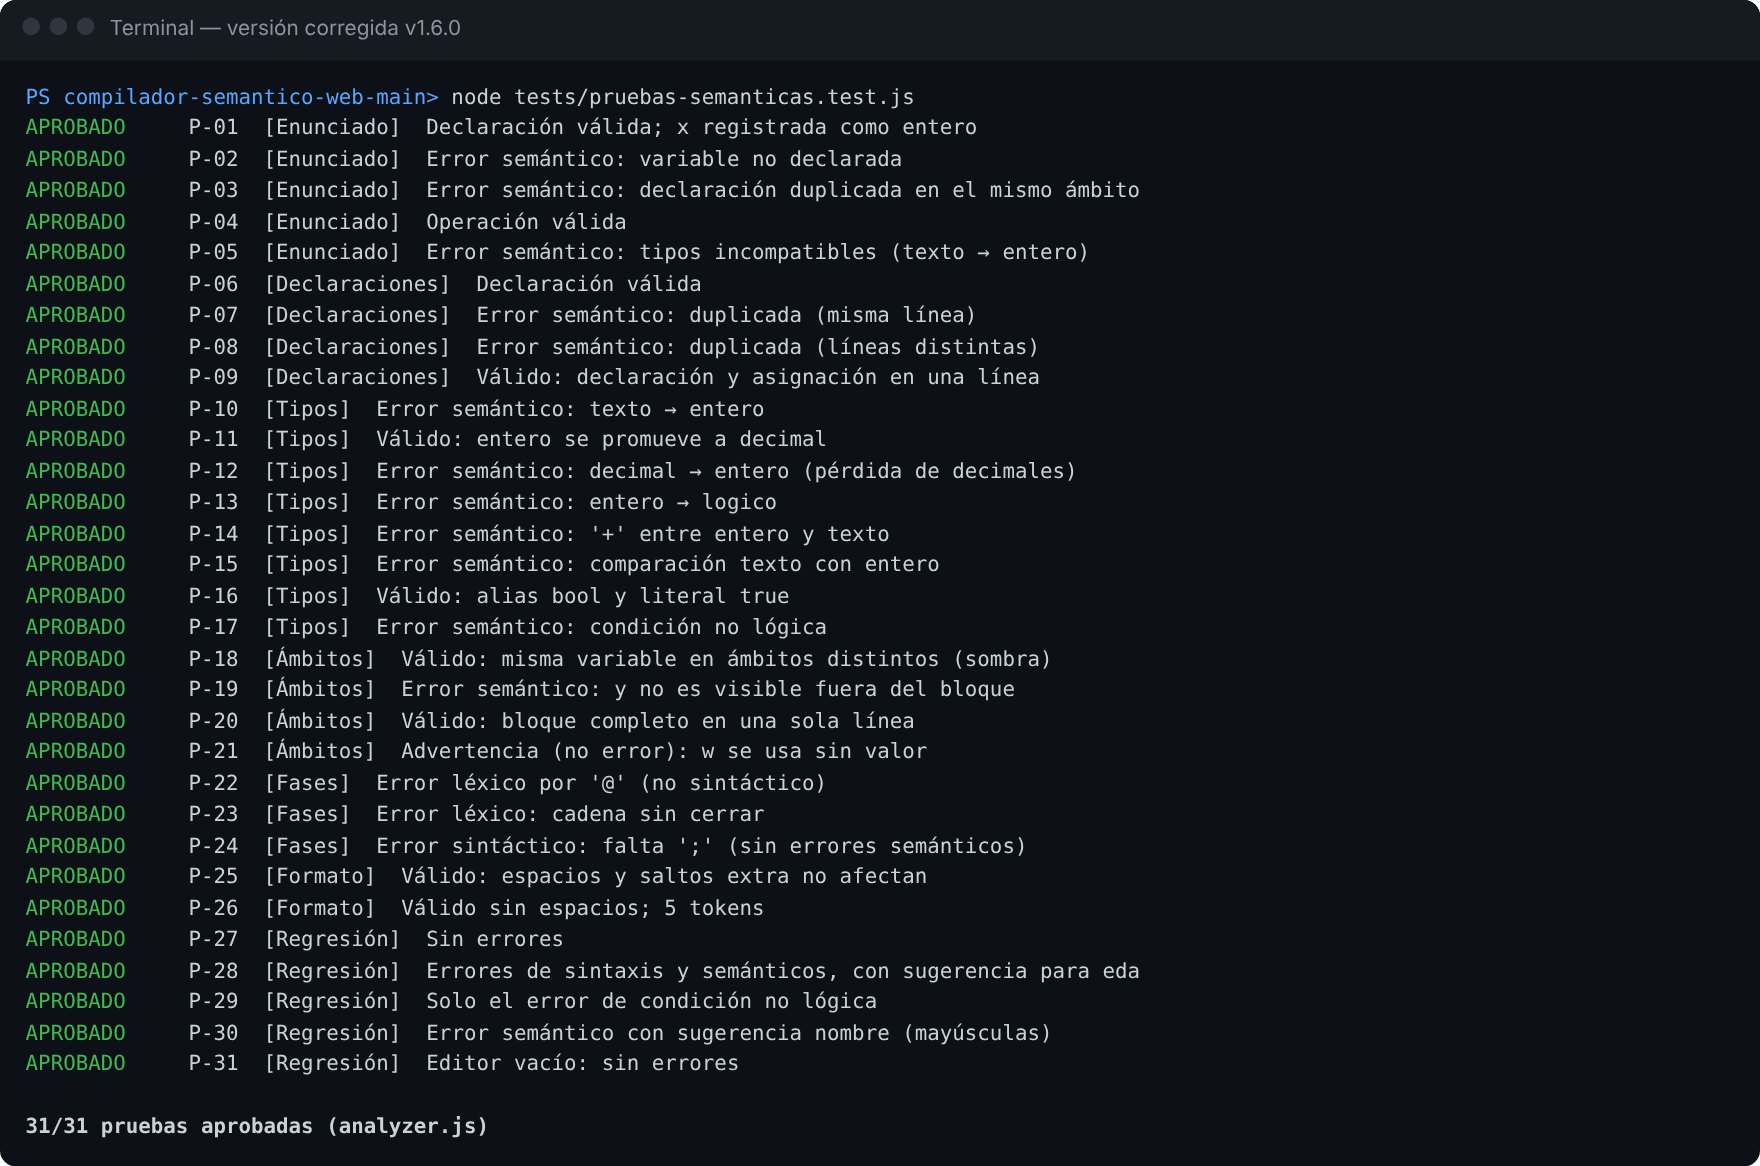 Terminal — versión corregida v1.6.0
PS compilador-semantico-web-main> node tests/pruebas-semanticas.test.js
APROBADO     P-01  [Enunciado]  Declaración válida; x registrada como entero
APROBADO     P-02  [Enunciado]  Error semántico: variable no declarada
APROBADO     P-03  [Enunciado]  Error semántico: declaración duplicada en el mismo ámbito
APROBADO     P-04  [Enunciado]  Operación válida
APROBADO     P-05  [Enunciado]  Error semántico: tipos incompatibles (texto → entero)
APROBADO     P-06  [Declaraciones]  Declaración válida
APROBADO     P-07  [Declaraciones]  Error semántico: duplicada (misma línea)
APROBADO     P-08  [Declaraciones]  Error semántico: duplicada (líneas distintas)
APROBADO     P-09  [Declaraciones]  Válido: declaración y asignación en una línea
APROBADO     P-10  [Tipos]  Error semántico: texto → entero
APROBADO     P-11  [Tipos]  Válido: entero se promueve a decimal
APROBADO     P-12  [Tipos]  Error semántico: decimal → entero (pérdida de decimales)
APROBADO     P-13  [Tipos]  Error semántico: entero → logico
APROBADO     P-14  [Tipos]  Error semántico: '+' entre entero y texto
APROBADO     P-15  [Tipos]  Error semántico: comparación texto con entero
APROBADO     P-16  [Tipos]  Válido: alias bool y literal true
APROBADO     P-17  [Tipos]  Error semántico: condición no lógica
APROBADO     P-18  [Ámbitos]  Válido: misma variable en ámbitos distintos (sombra)
APROBADO     P-19  [Ámbitos]  Error semántico: y no es visible fuera del bloque
APROBADO     P-20  [Ámbitos]  Válido: bloque completo en una sola línea
APROBADO     P-21  [Ámbitos]  Advertencia (no error): w se usa sin valor
APROBADO     P-22  [Fases]  Error léxico por '@' (no sintáctico)
APROBADO     P-23  [Fases]  Error léxico: cadena sin cerrar
APROBADO     P-24  [Fases]  Error sintáctico: falta ';' (sin errores semánticos)
APROBADO     P-25  [Formato]  Válido: espacios y saltos extra no afectan
APROBADO     P-26  [Formato]  Válido sin espacios; 5 tokens
APROBADO     P-27  [Regresión]  Sin errores
APROBADO     P-28  [Regresión]  Errores de sintaxis y semánticos, con sugerencia para eda
APROBADO     P-29  [Regresión]  Solo el error de condición no lógica
APROBADO     P-30  [Regresión]  Error semántico con sugerencia nombre (mayúsculas)
APROBADO     P-31  [Regresión]  Editor vacío: sin errores
31/31 pruebas aprobadas (analyzer.js)